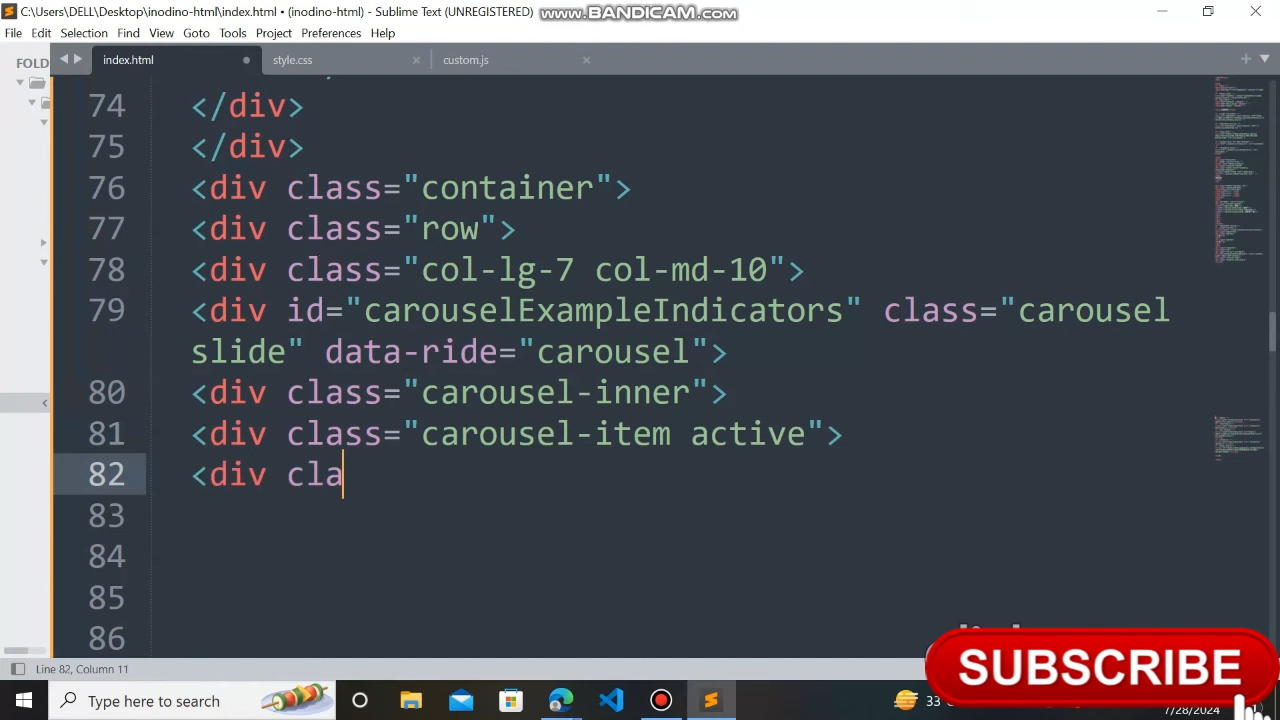 C:\Users\DELL\Desktop\inodino-html\index.html • (inodino-html) - Sublime Text (UNREGISTERED)
www.BANDICAM.com
File Edit Selection Find View Goto Tools Project Preferences Help
FOLD
index.html
style.css
custom.js
74 </div>
75 </div>
76 <div class="container">
77 <div class="row">
78 <div class="col-lg-7 col-md-10">
79 <div id="carouselExampleIndicators" class="carousel
slide" data-ride="carousel">
80 <div class="carousel-inner">
81 <div class="carousel-item active">
82 <div cla
83
84
85
86
Line 82, Column 11
SUBSCRIBE
Type here to search
33
7/28/2024